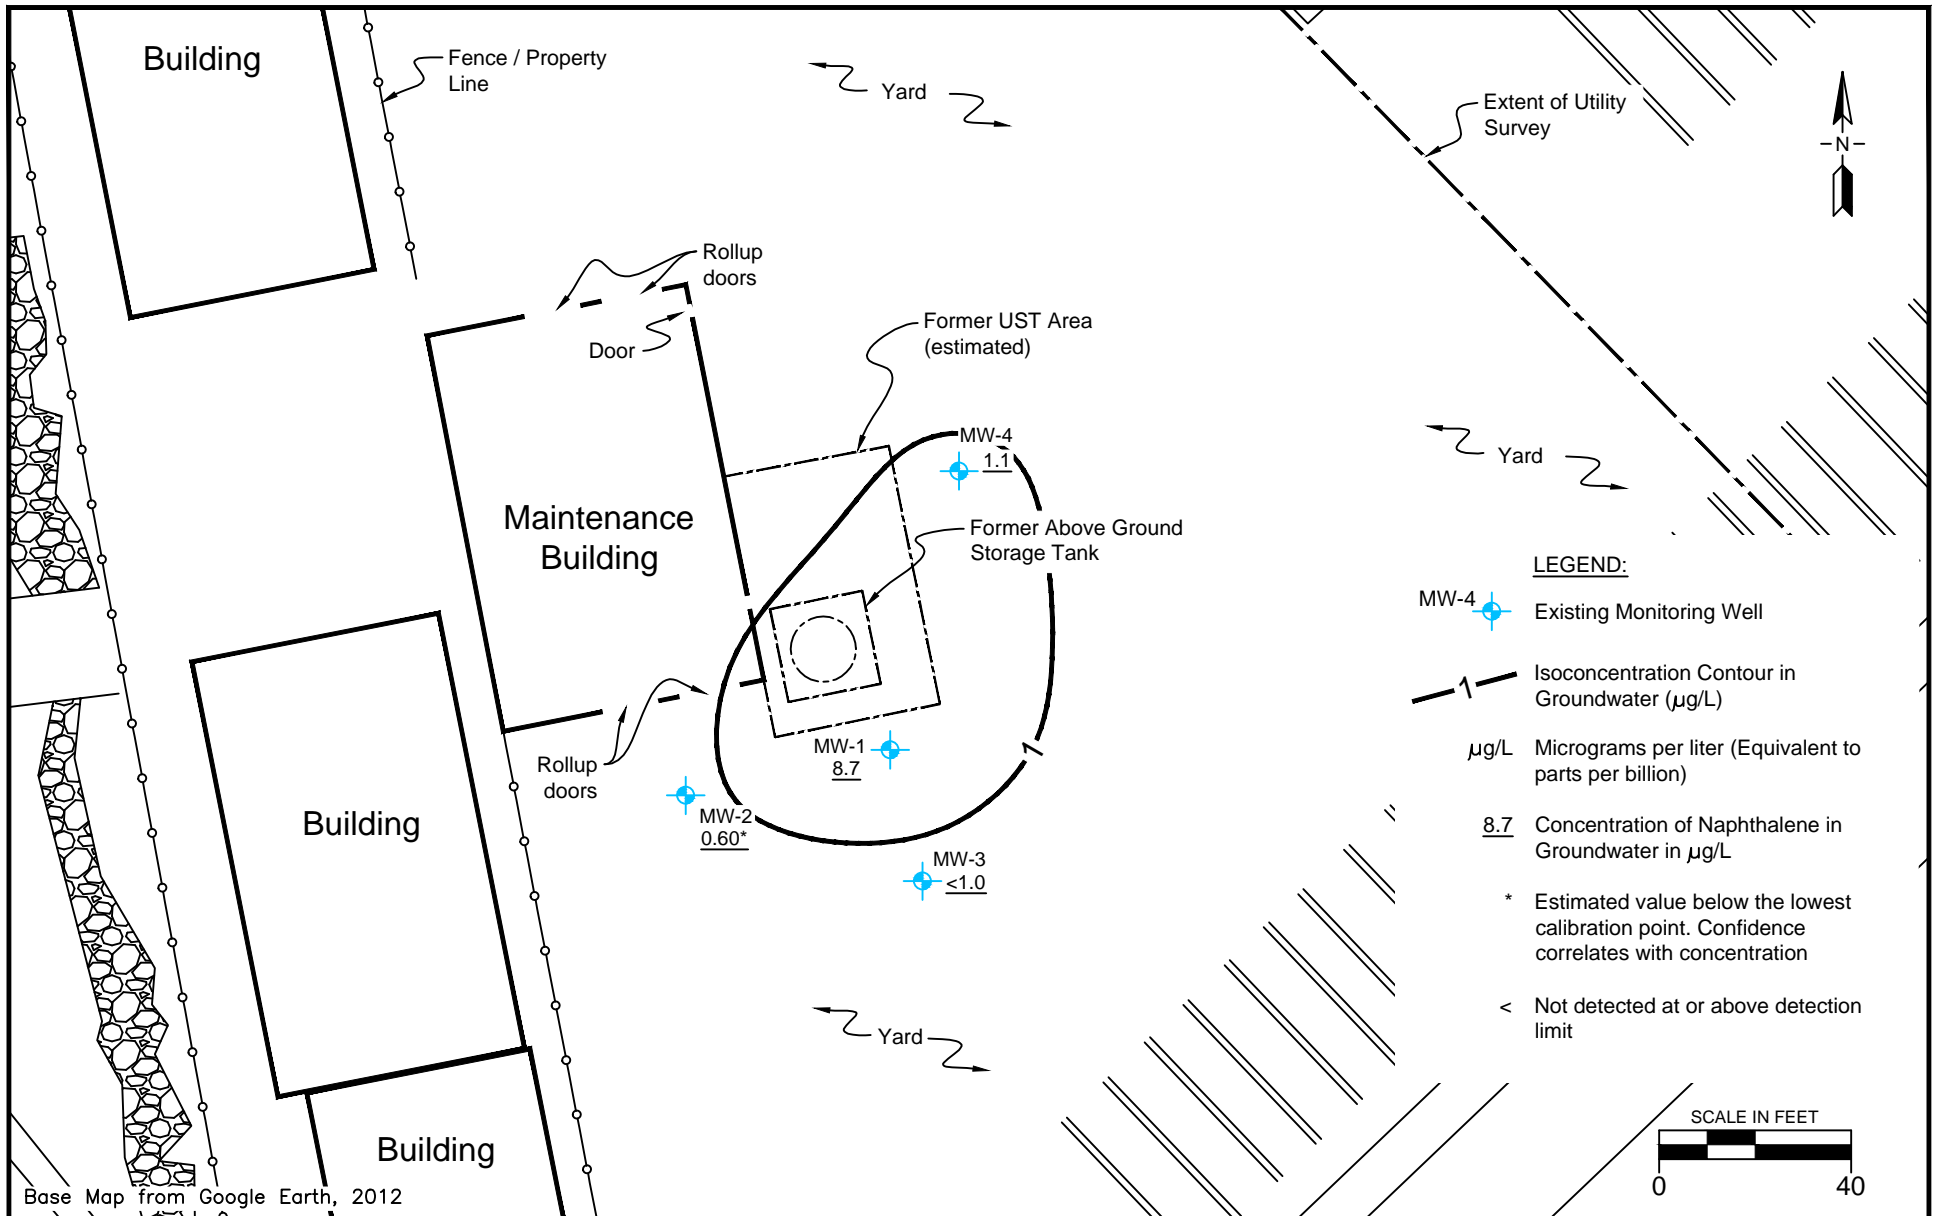 Building
Fence / Property
Line
Yard
Extent of Utility
Survey
N
Rollup
doors
Door
Former UST Area
(estimated)
MW-4
1.1
Yard
Maintenance
Building
Former Above Ground
Storage Tank
LEGEND:
MW-4
Existing Monitoring Well
1
Isoconcentration Contour in
Groundwater (µg/L)
µg/L
Micrograms per liter (Equivalent to
parts per billion)
8.7
Concentration of Naphthalene in
Groundwater in µg/L
*
Estimated value below the lowest
calibration point. Confidence
correlates with concentration
<
Not detected at or above detection
limit
MW-1
8.7
1
Rollup
doors
MW-2
0.60*
MW-3
<1.0
Building
Yard
Building
SCALE IN FEET
0
40
Base Map from Google Earth, 2012